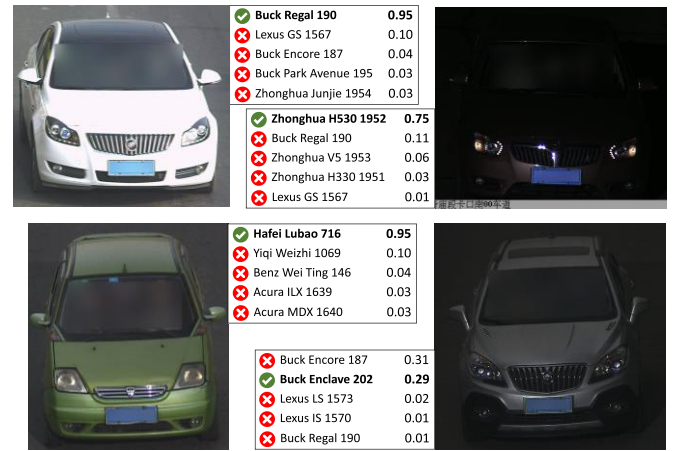 Buck Regal 190 0.95
Lexus GS 1567 0.10
Buck Encore 187 0.04
Buck Park Avenue 195 0.03
Zhonghua Junjie 1954 0.03
Zhonghua H530 1952 0.75
Buck Regal 190 0.11
Zhonghua V5 1953 0.06
Zhonghua H330 1951 0.03
Lexus GS 1567 0.01
Hafei Lubao 716 0.95
Yiqi Weizhi 1069 0.10
Benz Wei Ting 146 0.04
Acura ILX 1639 0.03
Acura MDX 1640 0.03
Buck Encore 187 0.31
Buck Enclave 202 0.29
Lexus LS 1573 0.02
Lexus IS 1570 0.01
Buck Regal 190 0.01